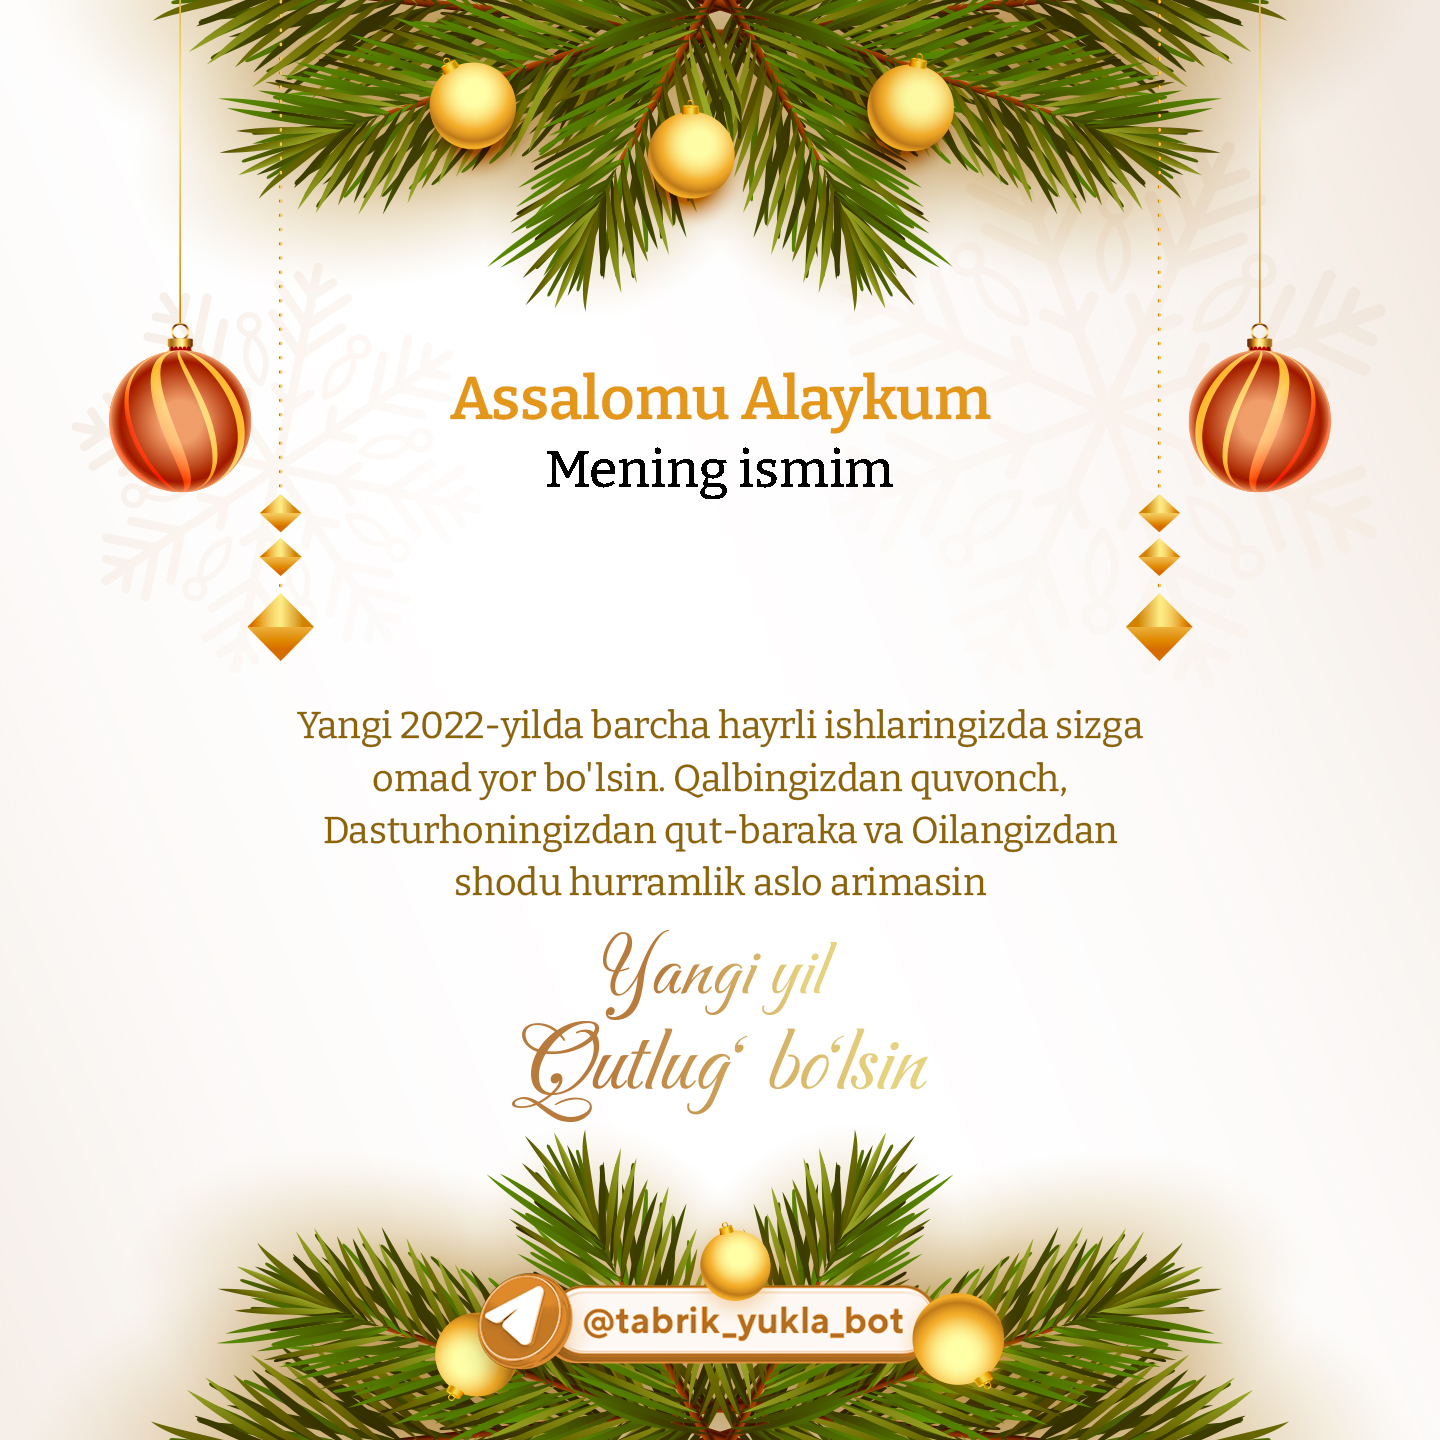 Assalomu Alaykum
Mening ismim
Yangi 2022-yilda barcha hayrli ishlaringizda sizga
omad yor bo'lsin. Qalbingizdan quvonch,
Dasturhoningizdan qut-baraka va Oilangizdan
shodu hurramlik aslo arimasin
Yangi yil
Qutlug‘ bo‘lsin
@tabrik_yukla_bot